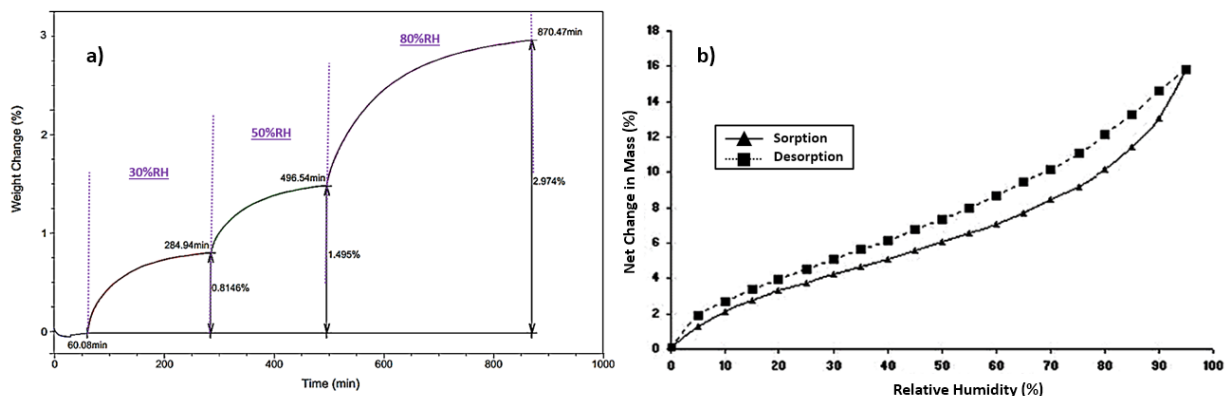 a)
80%RH
870.47min
50%RH
30%RH
496.54min
284.94min
2.974%
1.495%
0.8146%
60.08min
3
2
1
0
Weight Change (%)
0
200
400
600
800
1000
Time (min)
b)
Sorption
Desorption
18
16
14
12
10
8
6
4
2
0
Net Change in Mass (%)
0
10
20
30
40
50
60
70
80
90
100
Relative Humidity (%)